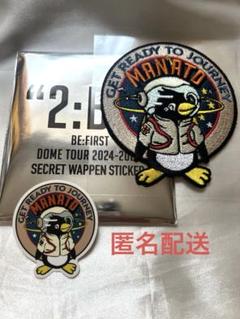 "2:B
BE:FIRST
DOME TOUR 2024-20
SECRET WAPPEN STICKE
GET READY TO JOURNEY
MANATO
GET READY TO JOURNEY
MANATO
匿名配送